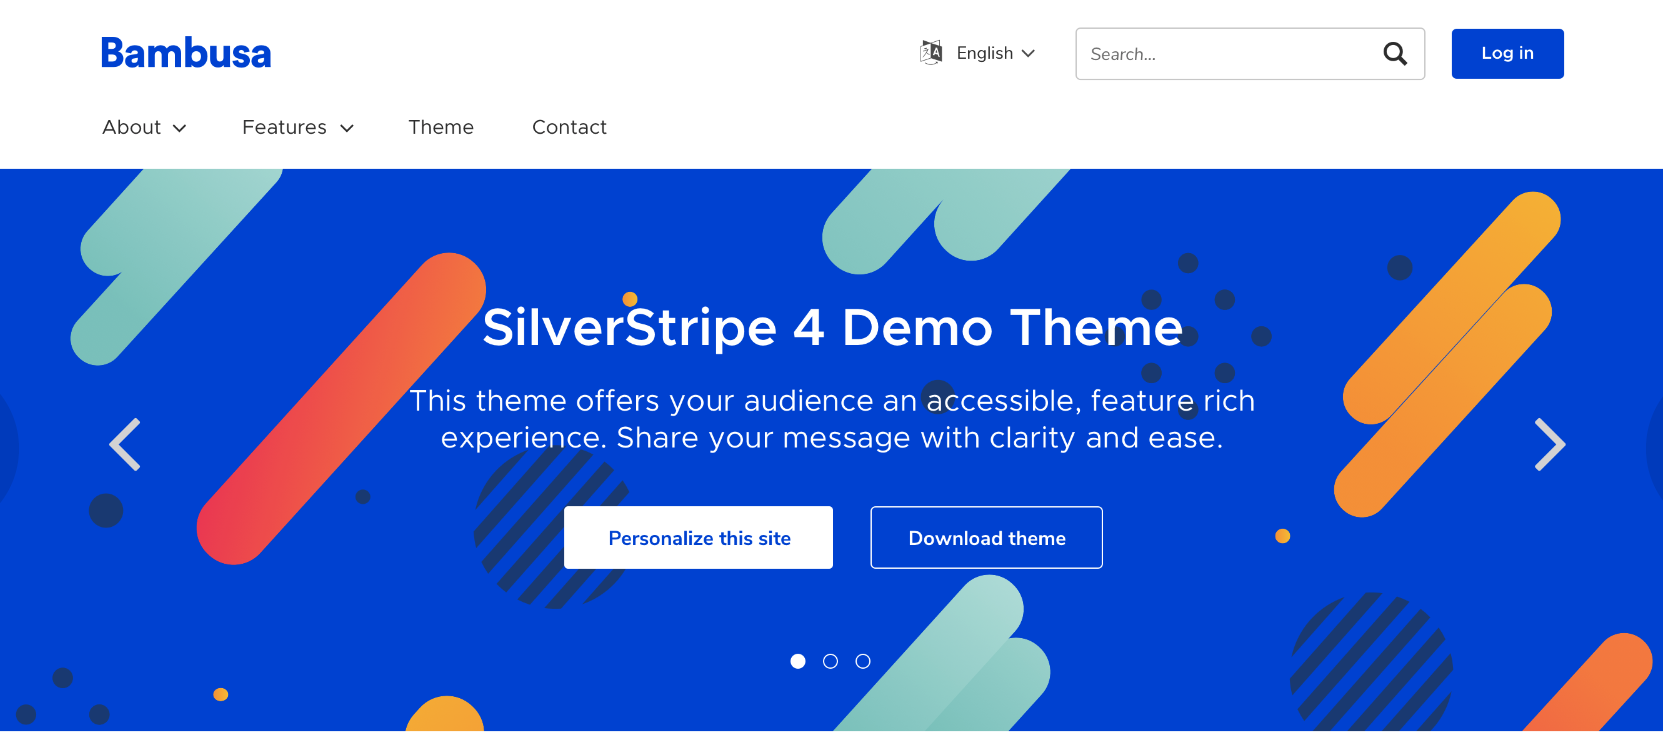 Bambusa
English
Search...
Log in
About
Features
Theme
Contact
SilverStripe 4 Demo Theme
This theme offers your audience an accessible, feature rich
experience. Share your message with clarity and ease.
Personalize this site
Download theme